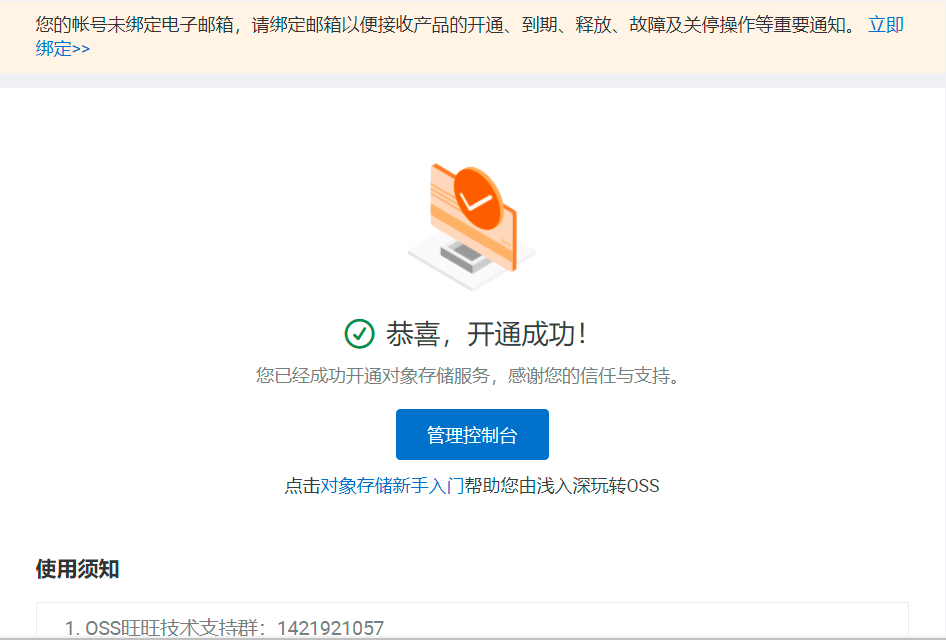 您的帐号未绑定电子邮箱，请绑定邮箱以便接收产品的开通、到期、释放、故障及关停操作等重要通知。 立即
绑定>>
恭喜，开通成功！
您已经成功开通对象存储服务，感谢您的信任与支持。
管理控制台
点击对象存储新手入门帮助您由浅入深玩转OSS
使用须知
1. OSS旺旺技术支持群：1421921057